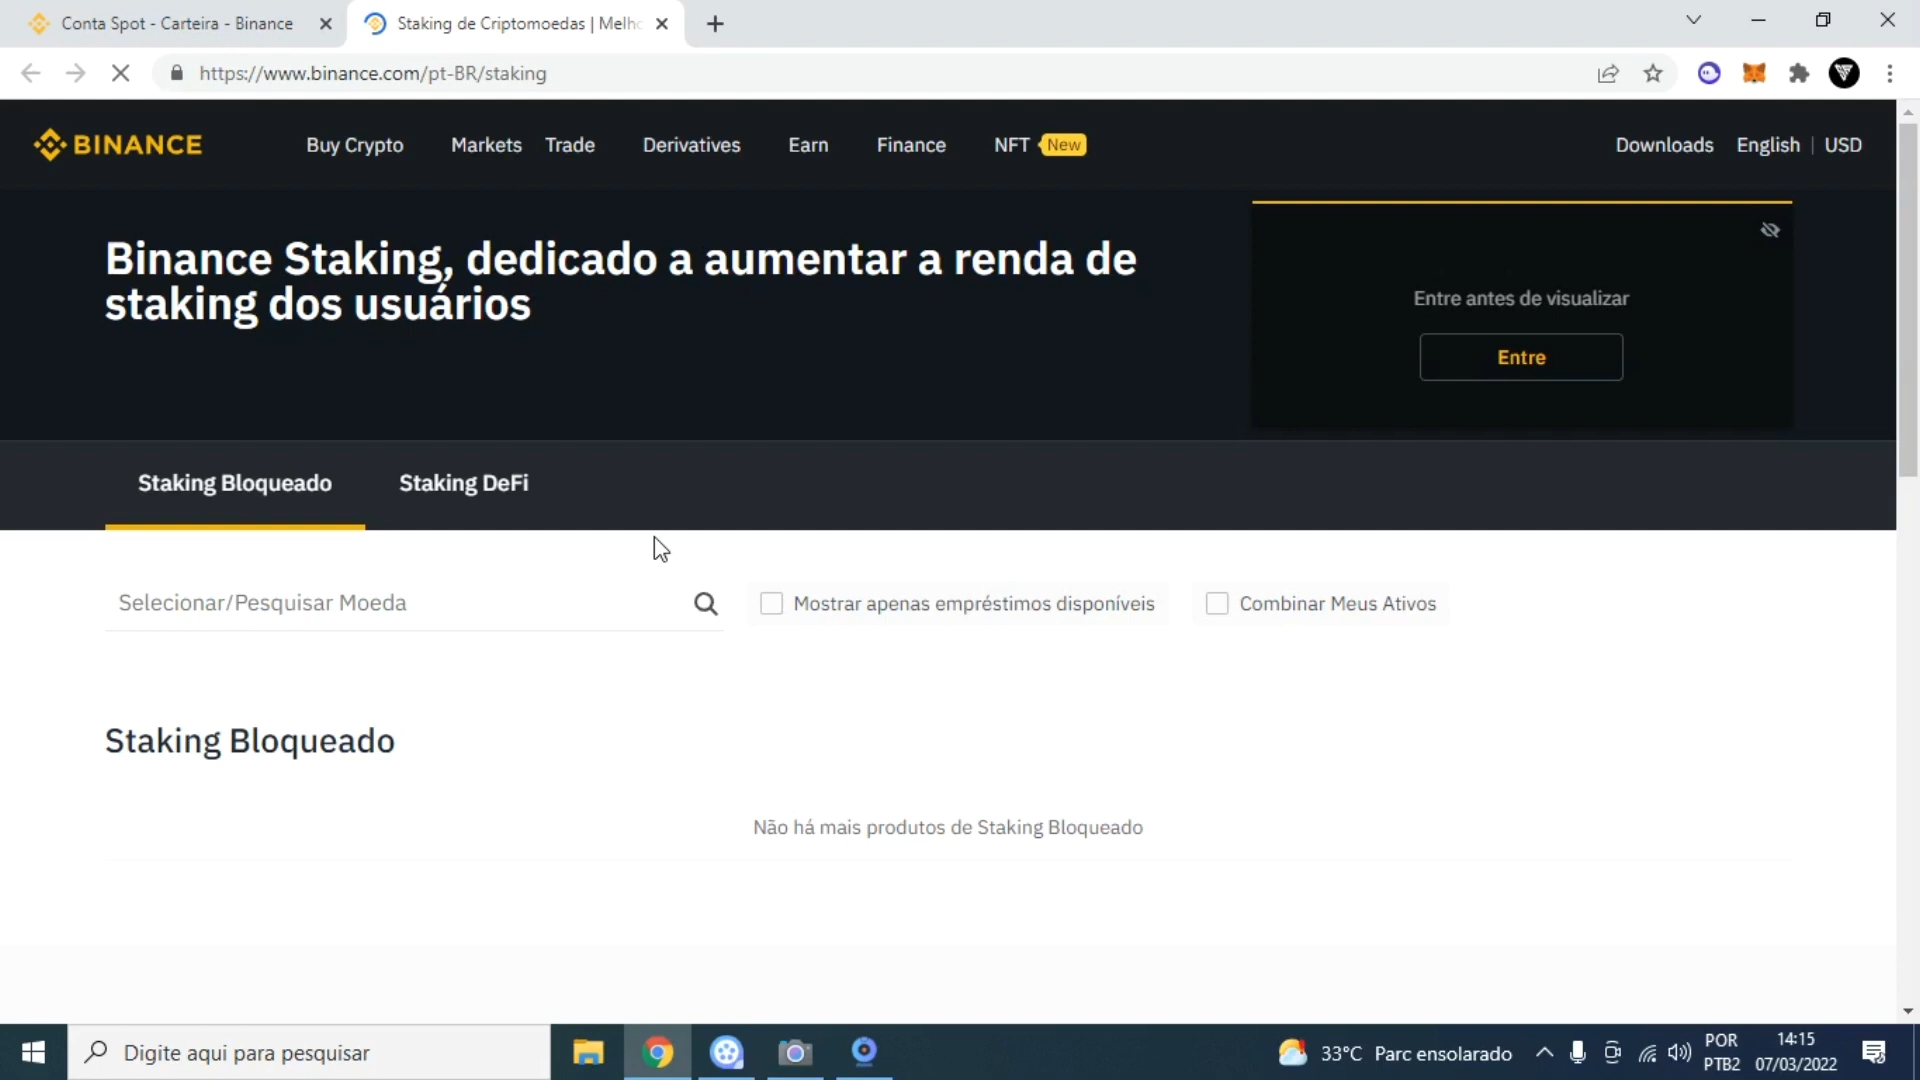 Conta Spot - Carteira - Binance
Staking de Criptomoedas | Melho
https://www.binance.com/pt-BR/staking
BINANCE
Buy Crypto
Markets
Trade
Derivatives
Earn
Finance
NFT
New
Downloads
English | USD
Binance Staking, dedicado a aumentar a renda de
staking dos usuários
Entre antes de visualizar
Entre
Staking Bloqueado
Staking DeFi
Selecionar/Pesquisar Moeda
Mostrar apenas empréstimos disponíveis
Combinar Meus Ativos
Staking Bloqueado
Não há mais produtos de Staking Bloqueado
Digite aqui para pesquisar
33°C Parc ensolarado
POR
PTB2
14:15
07/03/2022